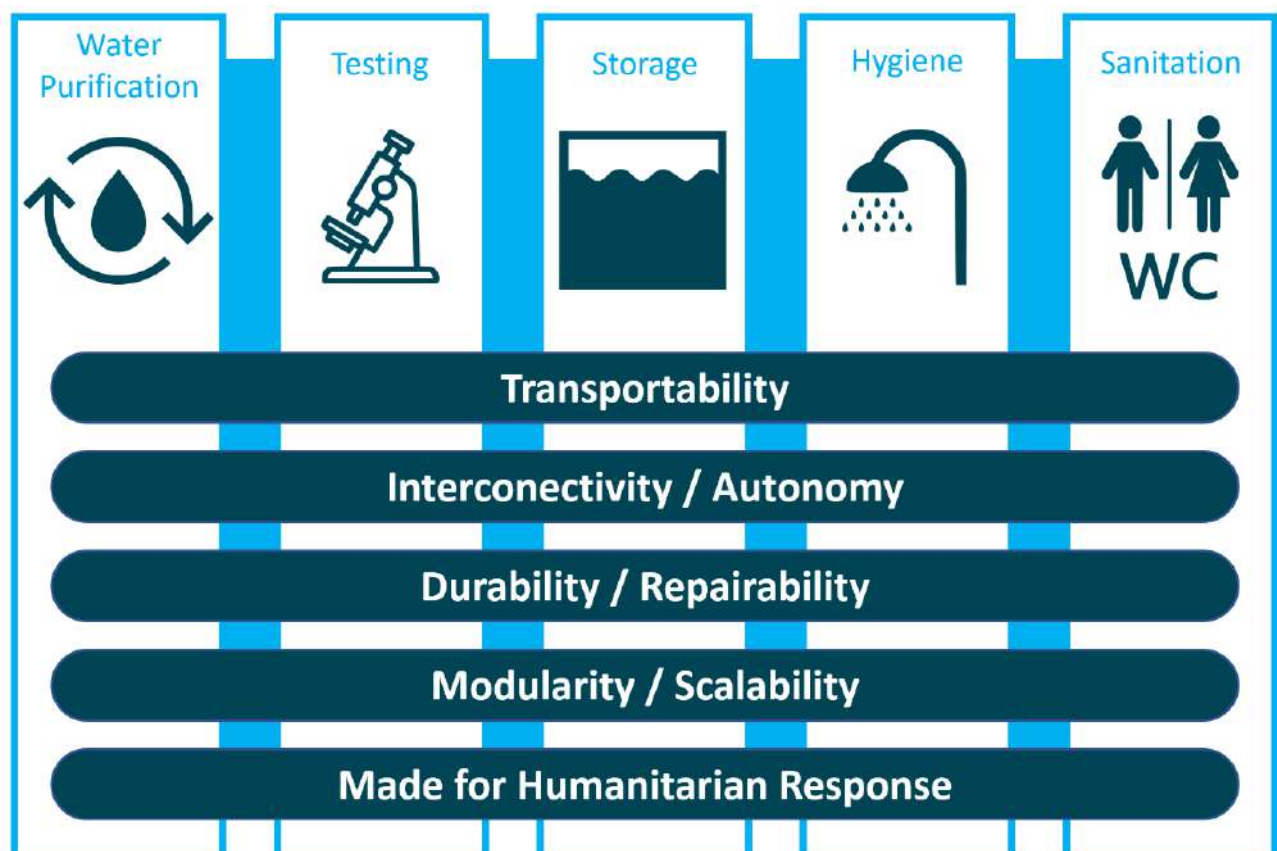 Water
Purification
Testing
Storage
Hygiene
Sanitation
WC
Transportability
Interconectivity / Autonomy
Durability / Repairability
Modularity / Scalability
Made for Humanitarian Response